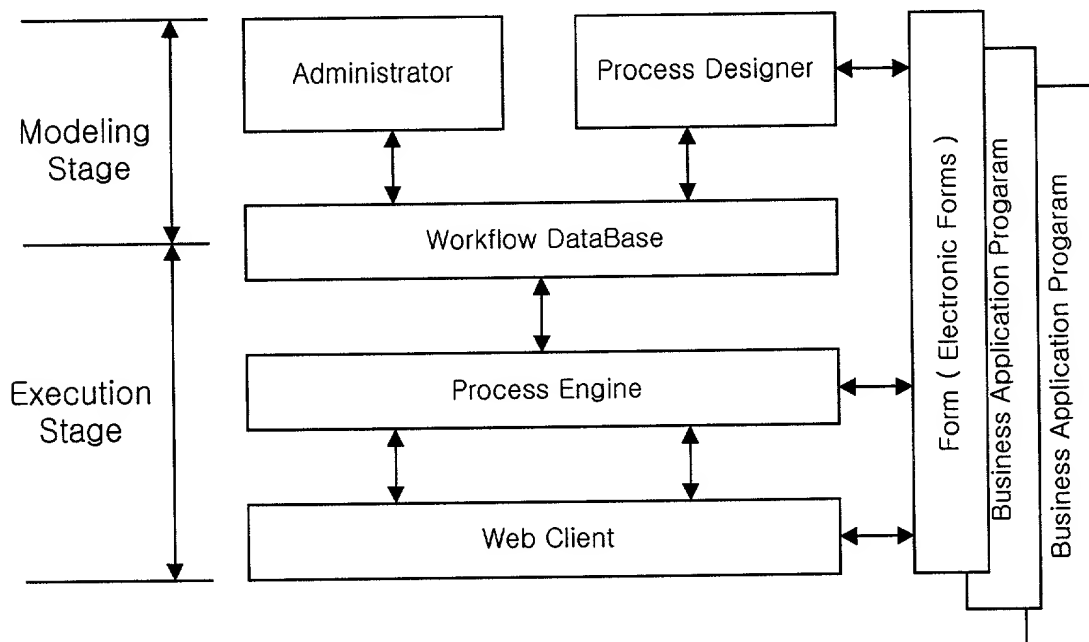 Administrator
Process Designer
Modeling
Stage
Workflow DataBase
Process Engine
Execution
Stage
Web Client
Form ( Electronic Forms )
Business Application Progaram
Business Application Progaram